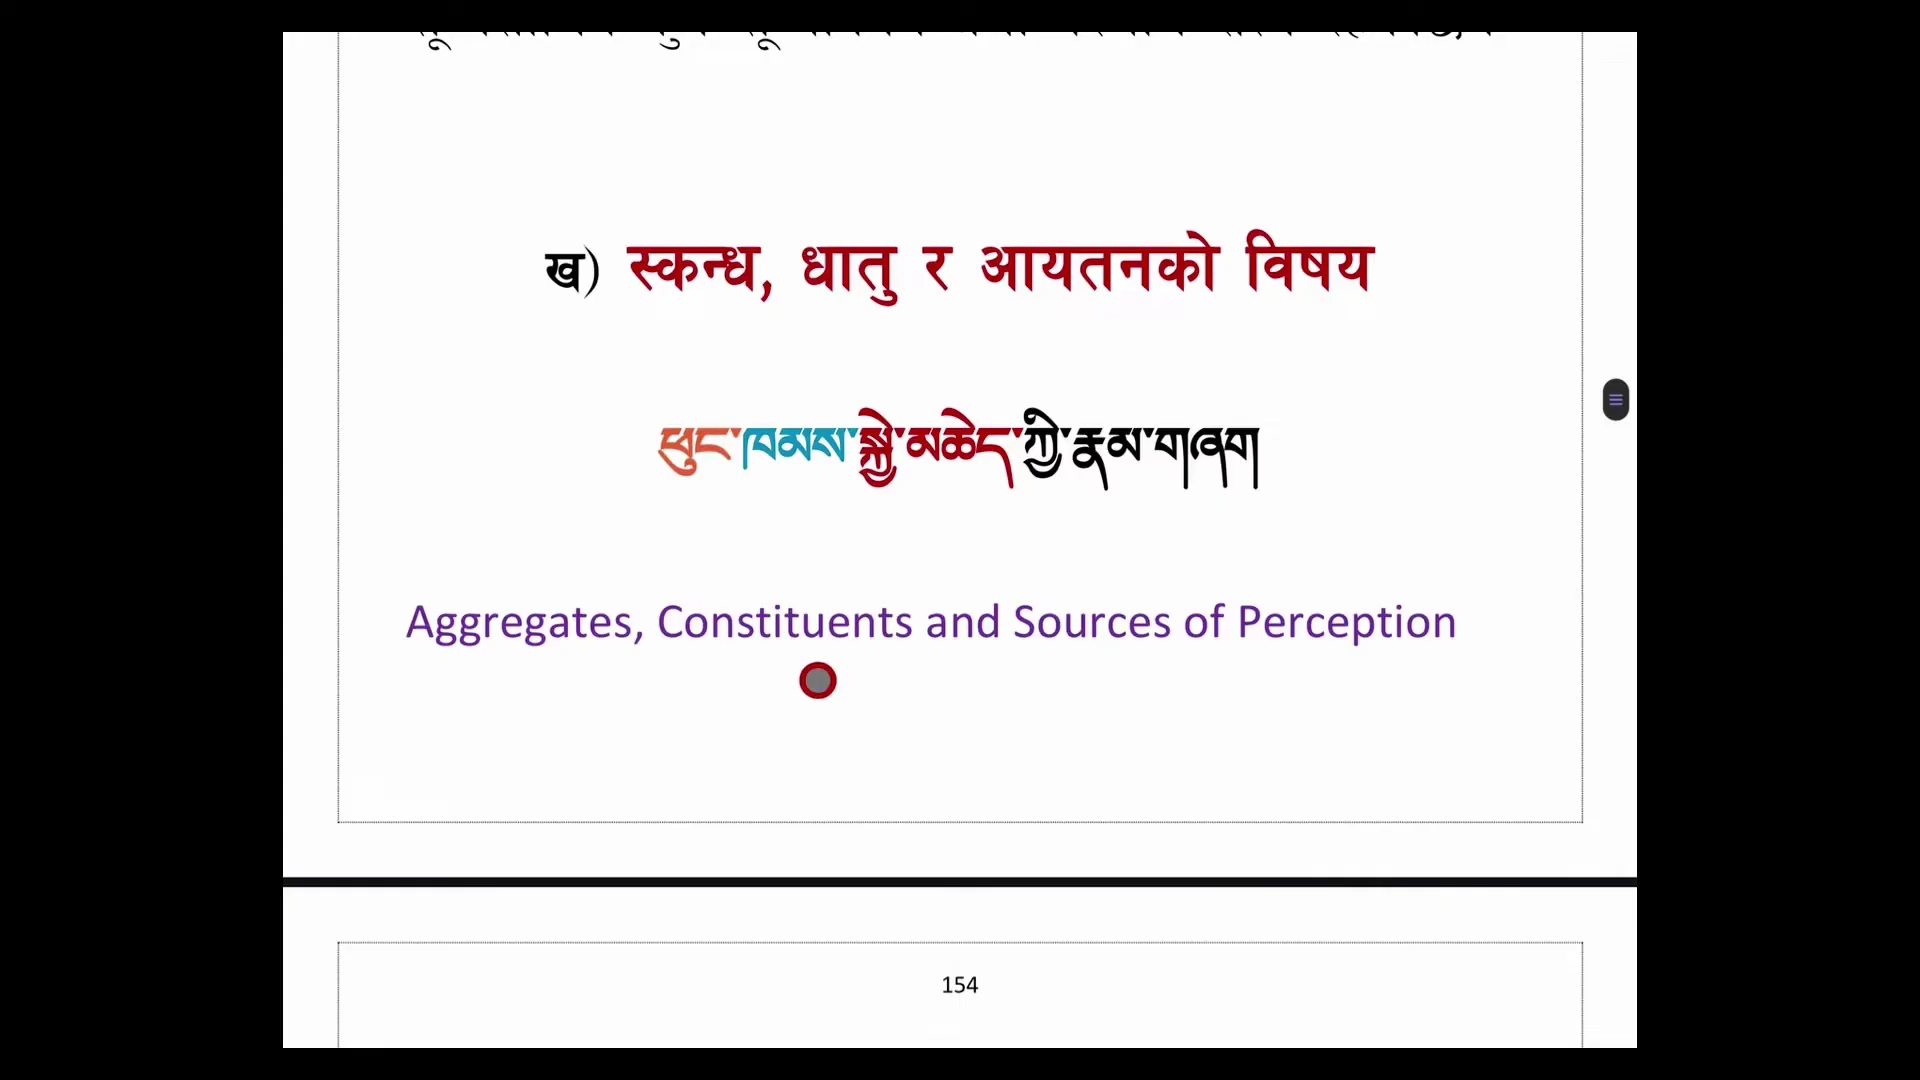 ख) स्कन्ध, धातु र आयतनको विषय
ཕུང་ཁམས་སྐྱེ་མཆེད་ཀྱི་རྣམ་གཞག
Aggregates, Constituents and Sources of Perception
154